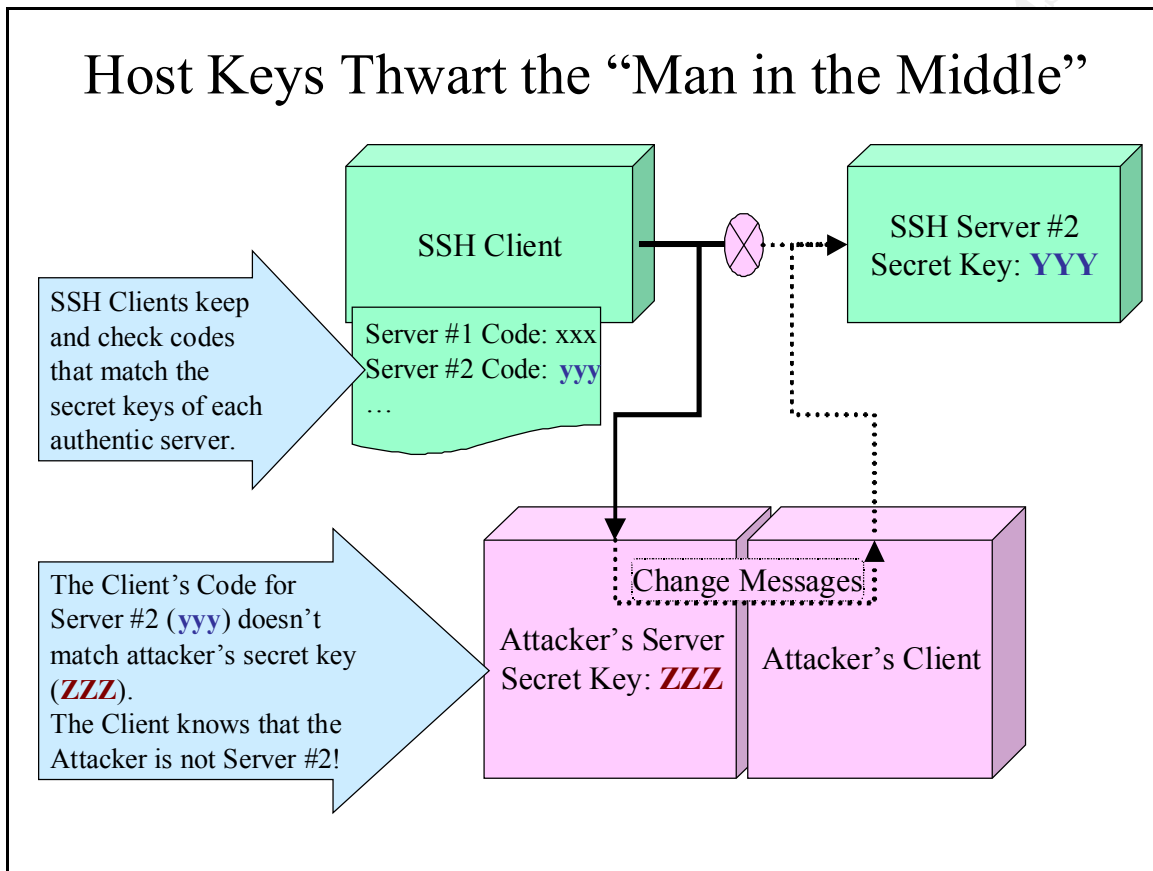 Host Keys Thwart the “Man in the Middle”
SSH Client
SSH Server #2
Secret Key: YYY
SSH Clients keep
and check codes
that match the
secret keys of each
authentic server.
Server #1 Code: xxx
Server #2 Code: yyy
…
The Client’s Code for
Server #2 (yyy) doesn’t
match attacker’s secret key
(ZZZ).
The Client knows that the
Attacker is not Server #2!
Change Messages
Attacker’s Server
Secret Key: ZZZ
Attacker’s Client